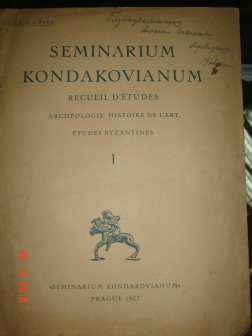 SEMINARIUM
KONDAKOVIANUM
RECUEIL D'ÉTUDES
ARCHÉOLOGIE. HISTOIRE DE L'ART.
ÉTUDES BYZANTINES.
I
«SEMINARIUM KONDAKOVIANUM»
PRAGUE 1927